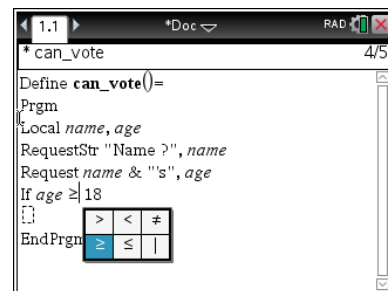 1.1 *Doc RAD
* can_vote 4/5
Define can_vote()=
Prgm
Local name, age
RequestStr "Name ?", name
Request name & "'s", age
If age ≥ 18
> < ≠
EndPrgm
≥ ≤ |